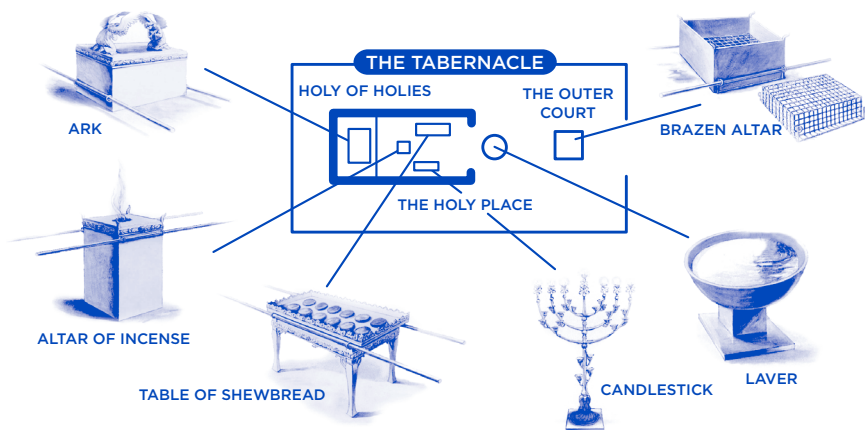 THE TABERNACLE
HOLY OF HOLIES
THE OUTER
COURT
ARK
BRAZEN ALTAR
THE HOLY PLACE
ALTAR OF INCENSE
TABLE OF SHEWBREAD
CANDLESTICK
LAVER